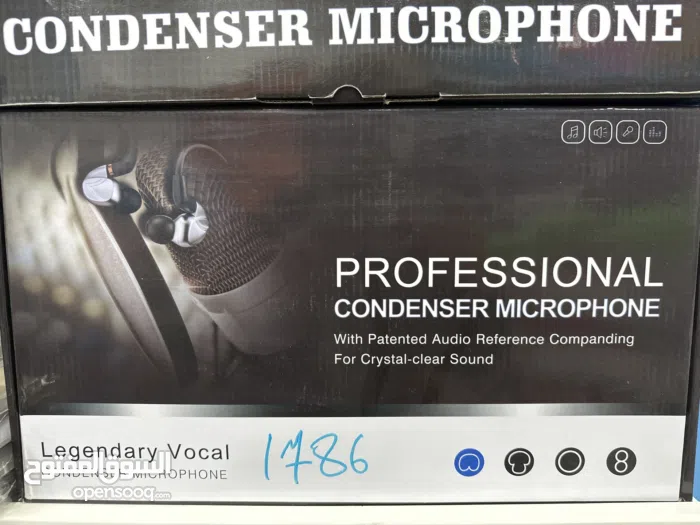 CONDENSER MICROPHONE
PROFESSIONAL
CONDENSER MICROPHONE
With Patented Audio Reference Companding
For Crystal-clear Sound
Legendary Vocal
CONDENSER MICROPHONE
1786
السوق المفتوح
opensooq.com